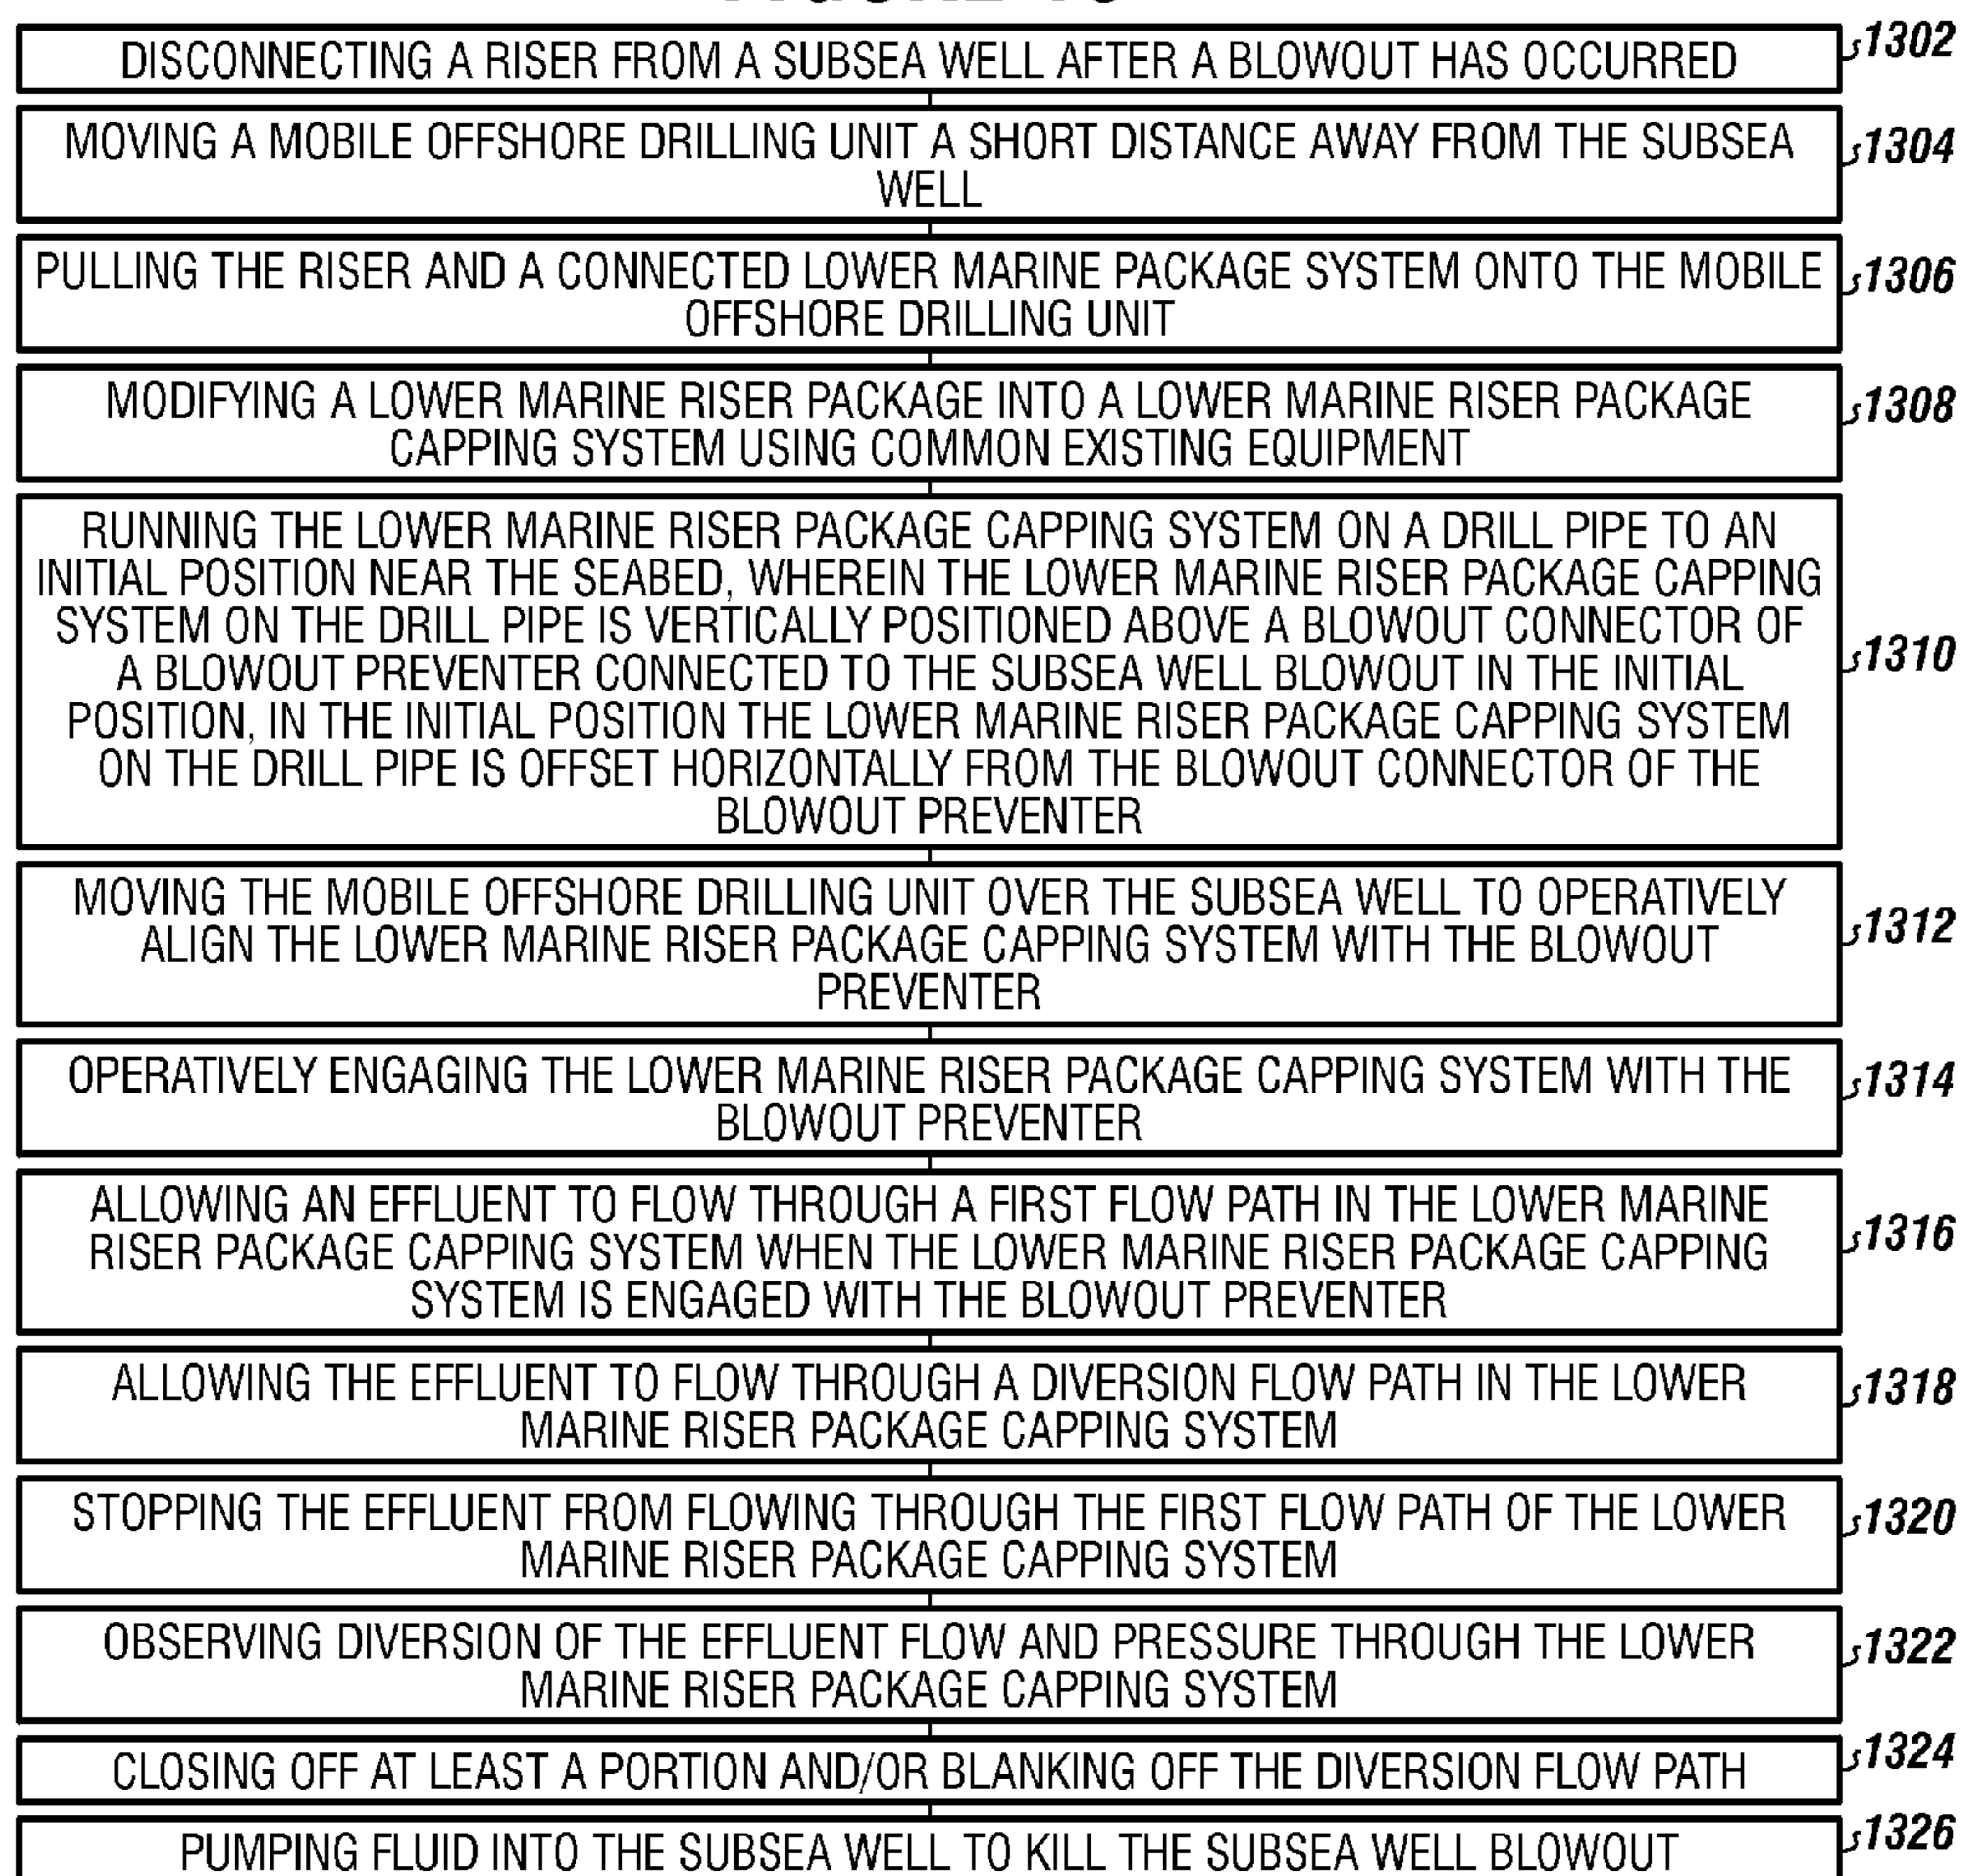 DISCONNECTING A RISER FROM A SUBSEA WELL AFTER A BLOWOUT HAS OCCURRED
1302
MOVING A MOBILE OFFSHORE DRILLING UNIT A SHORT DISTANCE AWAY FROM THE SUBSEA
WELL
1304
PULLING THE RISER AND A CONNECTED LOWER MARINE PACKAGE SYSTEM ONTO THE MOBILE
OFFSHORE DRILLING UNIT
1306
MODIFYING A LOWER MARINE RISER PACKAGE INTO A LOWER MARINE RISER PACKAGE
CAPPING SYSTEM USING COMMON EXISTING EQUIPMENT
1308
RUNNING THE LOWER MARINE RISER PACKAGE CAPPING SYSTEM ON A DRILL PIPE TO AN
INITIAL POSITION NEAR THE SEABED, WHEREIN THE LOWER MARINE RISER PACKAGE CAPPING
SYSTEM ON THE DRILL PIPE IS VERTICALLY POSITIONED ABOVE A BLOWOUT CONNECTOR OF
A BLOWOUT PREVENTER CONNECTED TO THE SUBSEA WELL BLOWOUT IN THE INITIAL
POSITION, IN THE INITIAL POSITION THE LOWER MARINE RISER PACKAGE CAPPING SYSTEM
ON THE DRILL PIPE IS OFFSET HORIZONTALLY FROM THE BLOWOUT CONNECTOR OF THE
BLOWOUT PREVENTER
1310
MOVING THE MOBILE OFFSHORE DRILLING UNIT OVER THE SUBSEA WELL TO OPERATIVELY
ALIGN THE LOWER MARINE RISER PACKAGE CAPPING SYSTEM WITH THE BLOWOUT
PREVENTER
1312
OPERATIVELY ENGAGING THE LOWER MARINE RISER PACKAGE CAPPING SYSTEM WITH THE
BLOWOUT PREVENTER
1314
ALLOWING AN EFFLUENT TO FLOW THROUGH A FIRST FLOW PATH IN THE LOWER MARINE
RISER PACKAGE CAPPING SYSTEM WHEN THE LOWER MARINE RISER PACKAGE CAPPING
SYSTEM IS ENGAGED WITH THE BLOWOUT PREVENTER
1316
ALLOWING THE EFFLUENT TO FLOW THROUGH A DIVERSION FLOW PATH IN THE LOWER
MARINE RISER PACKAGE CAPPING SYSTEM
1318
STOPPING THE EFFLUENT FROM FLOWING THROUGH THE FIRST FLOW PATH OF THE LOWER
MARINE RISER PACKAGE CAPPING SYSTEM
1320
OBSERVING DIVERSION OF THE EFFLUENT FLOW AND PRESSURE THROUGH THE LOWER
MARINE RISER PACKAGE CAPPING SYSTEM
1322
CLOSING OFF AT LEAST A PORTION AND/OR BLANKING OFF THE DIVERSION FLOW PATH
1324
PUMPING FLUID INTO THE SUBSEA WELL TO KILL THE SUBSEA WELL BLOWOUT
1326